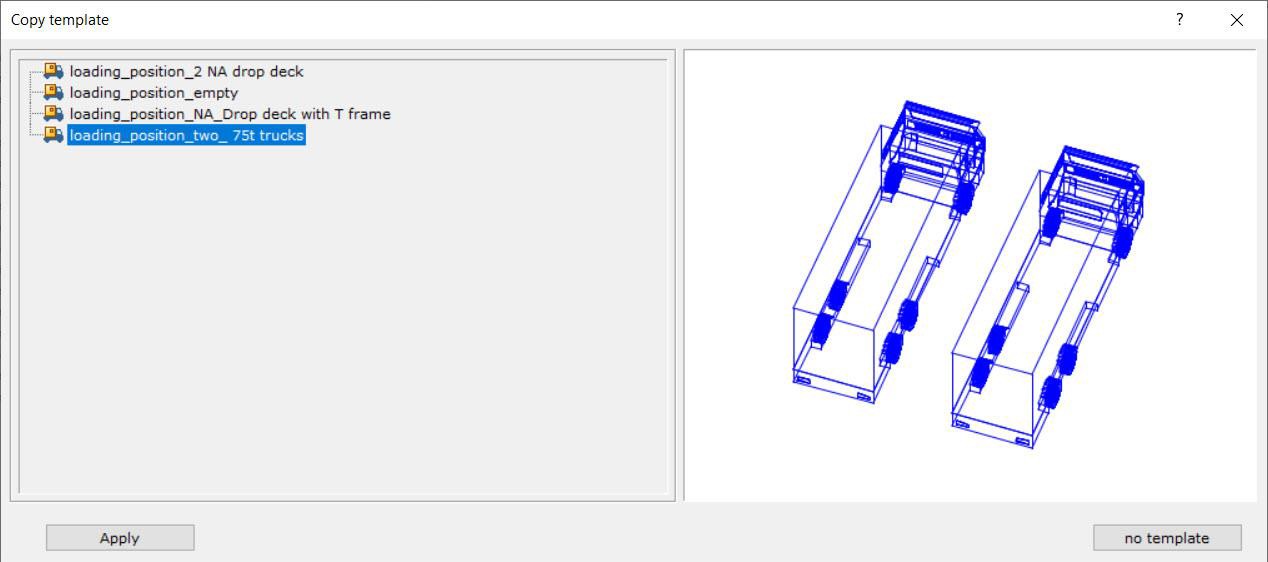 Copy template
?
loading_position_2 NA drop deck
loading_position_empty
loading_position_NA_Drop deck with T frame
loading_position_two_ 75t trucks
Apply
no template